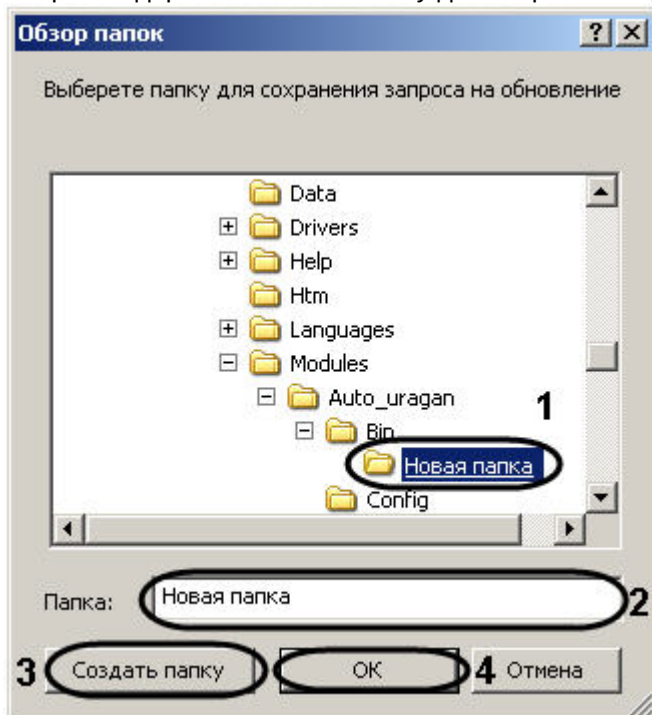 Обзор папок
Выберете папку для сохранения запроса на обновление
Data
Drivers
Help
Htm
Languages
Modules
Auto_uragan
1
Bin
Новая папка
Config
Папка: Новая папка 2
3 Создать папку OK 4 Отмена